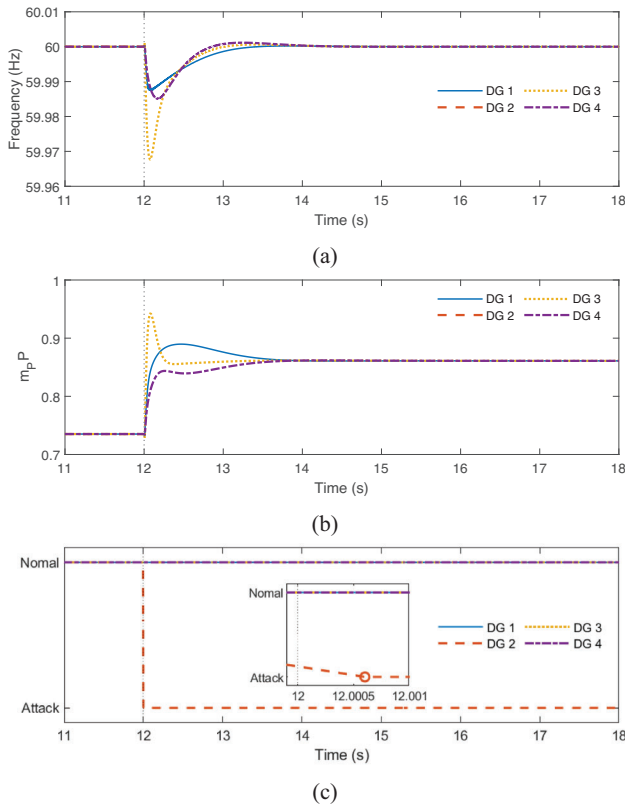 60.01
60
59.99
59.98
59.97
59.96
Frequency (Hz)
DG 1 DG 3
DG 2 DG 4
11 12 13 14 15 16 17 18
Time (s)
(a)
1
0.9
0.8
0.7
mPP
DG 1 DG 3
DG 2 DG 4
11 12 13 14 15 16 17 18
Time (s)
(b)
Nomal
Attack
Nomal
Attack
12 12.0005 12.001
DG 1 DG 3
DG 2 DG 4
11 12 13 14 15 16 17 18
Time (s)
(c)